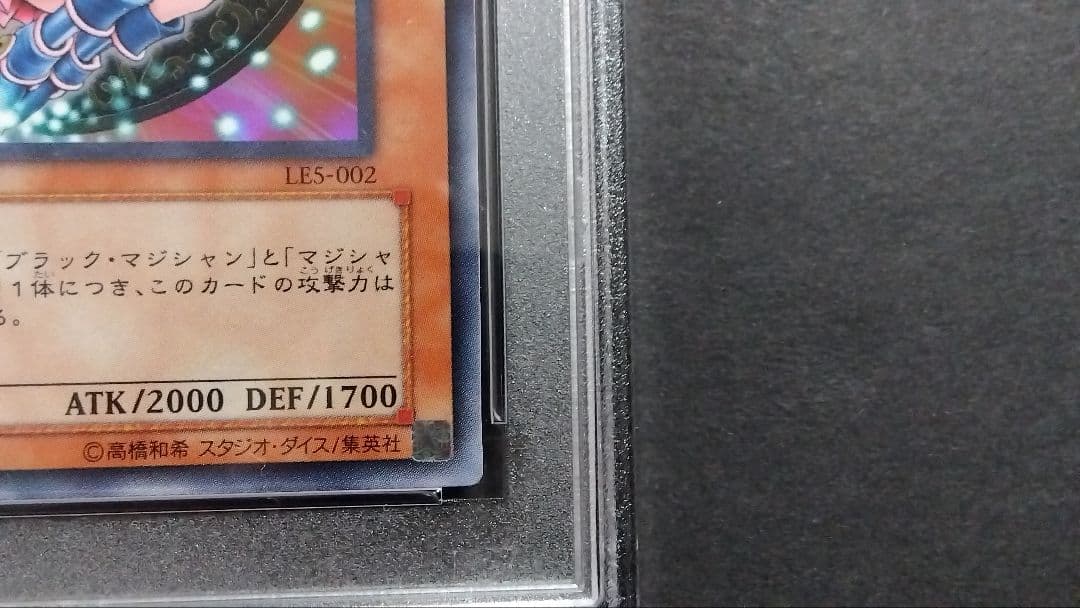 LE5-002
「ブラック・マジシャン」と「マジシャ
1体につき、このカードの攻撃力は
る。
ATK/2000 DEF/1700
©高橋和希 スタジオ・ダイス/集英社